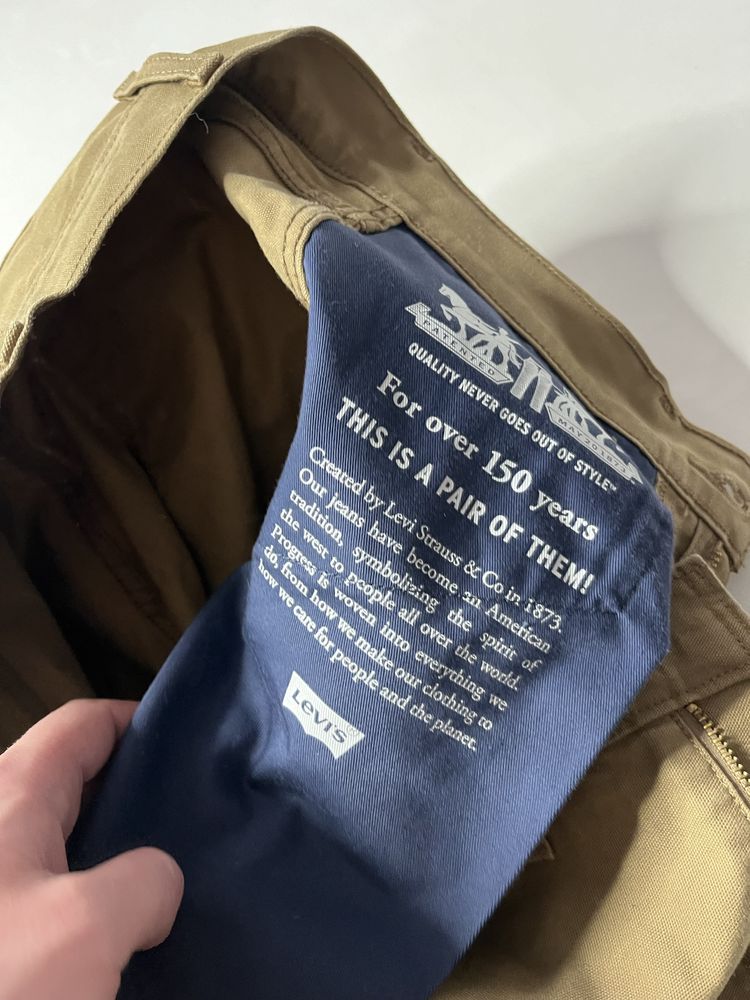 PATENTED
MAY 20 1873
QUALITY NEVER GOES OUT OF STYLE™
For over 150 years
THIS IS A PAIR OF THEM!
Created by Levi Strauss & Co in 1873.
Our jeans have become an American
tradition, symbolizing the spirit of
the west to people all over the world.
Progress is woven into everything we
do, from how we make our clothing to
how we care for people and the planet.
Levi's®